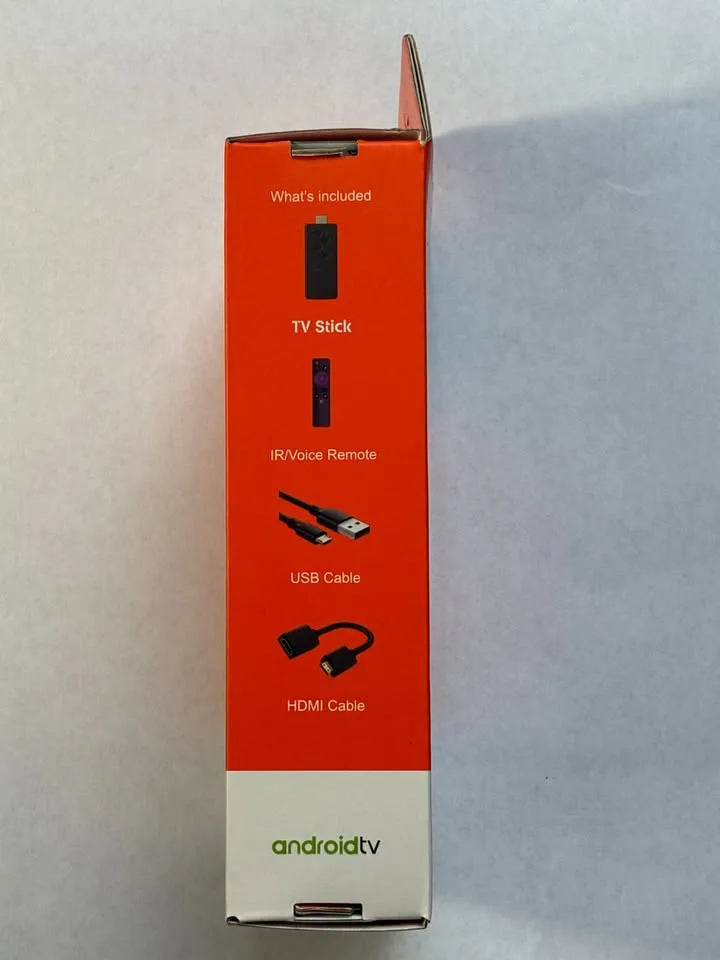 What's included
TV Stick
IR/Voice Remote
USB Cable
HDMI Cable
androidtv